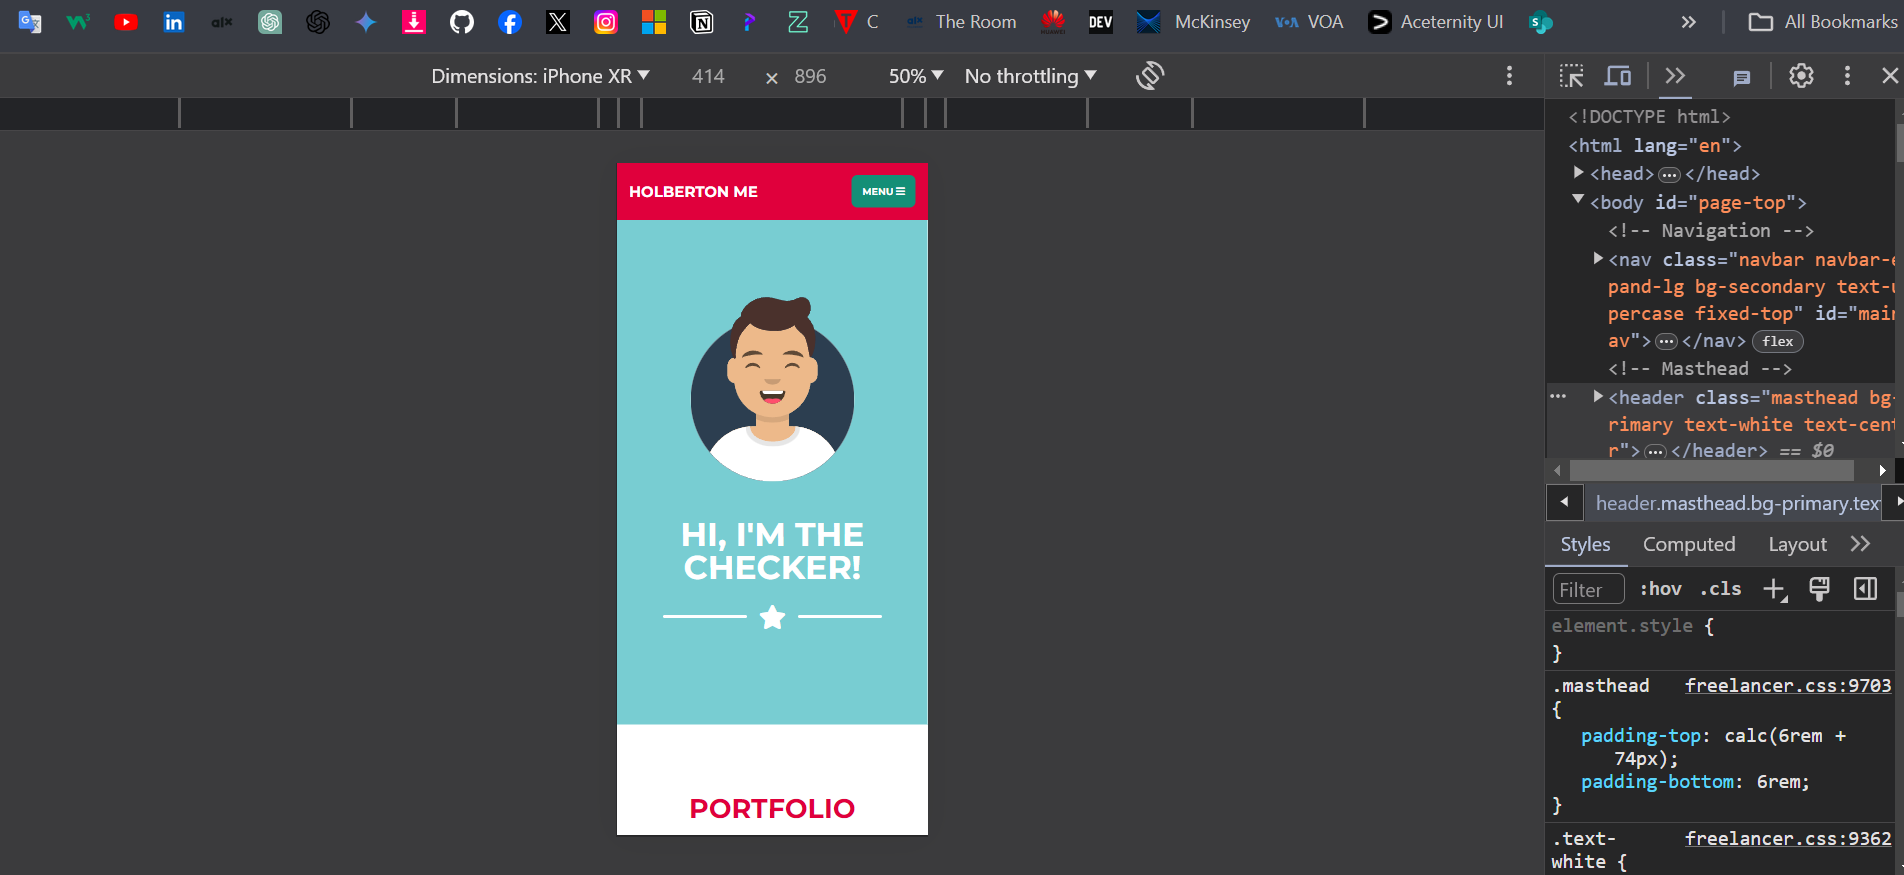 alx
C
alx
The Room
HUAWEI
DEV
McKinsey
VOA
VOA
Aceternity UI
S
»
All Bookmarks
Dimensions: iPhone XR
414
×
896
50%
No throttling
<!DOCTYPE html>
<html lang="en">
<head>…</head>
<body id="page-top">
<!-- Navigation -->
<nav class="navbar navbar-e
pand-lg bg-secondary text-u
percase fixed-top" id="main
av">…</nav> flex
<!-- Masthead -->
<header class="masthead bg-
rimary text-white text-cent
r">…</header> == $0
header.masthead.bg-primary.tex
Styles
Computed
Layout
Filter
:hov
.cls
element.style {
}
.masthead
freelancer.css:9703
{
padding-top: calc(6rem +
74px);
padding-bottom: 6rem;
}
.text-
freelancer.css:9362
white {
HOLBERTON ME
MENU
HI, I'M THE
CHECKER!
PORTFOLIO